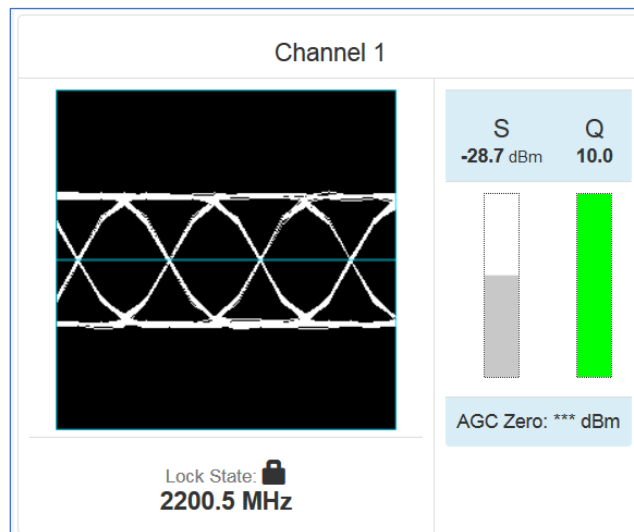 Channel 1
S Q
-28.7 dBm 10.0
AGC Zero: *** dBm
Lock State:
2200.5 MHz